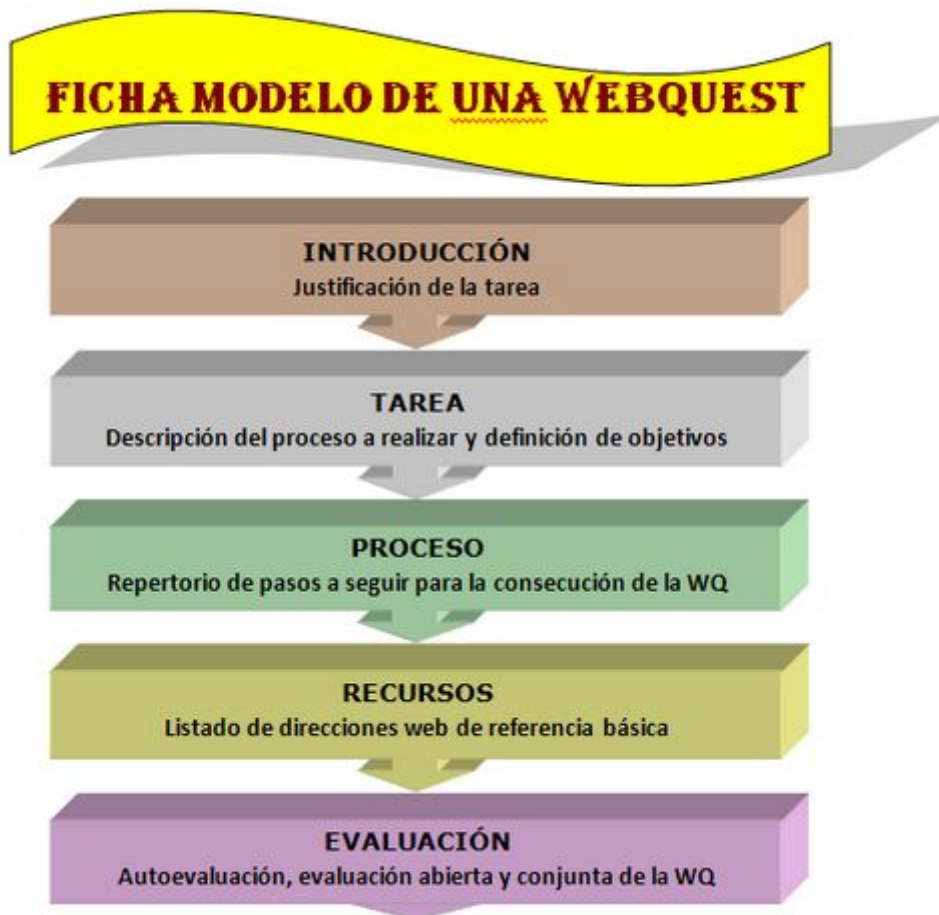 FICHA MODELO DE UNA WEBQUEST
INTRODUCCIÓN
Justificación de la tarea
TAREA
Descripción del proceso a realizar y definición de objetivos
PROCESO
Repertorio de pasos a seguir para la consecución de la WQ
RECURSOS
Listado de direcciones web de referencia básica
EVALUACIÓN
Autoevaluación, evaluación abierta y conjunta de la WQ